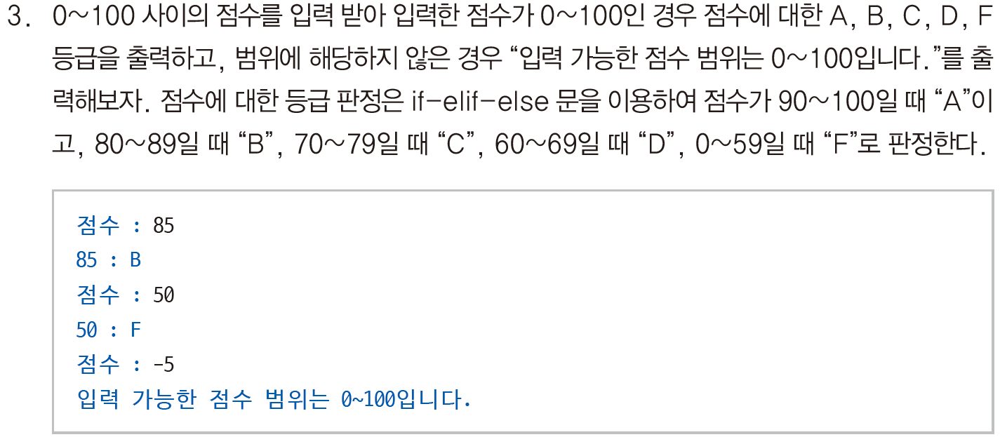 3. 0~100 사이의 점수를 입력 받아 입력한 점수가 0~100인 경우 점수에 대한 A, B, C, D, F
등급을 출력하고, 범위에 해당하지 않은 경우 “입력 가능한 점수 범위는 0~100입니다.”를 출
력해보자. 점수에 대한 등급 판정은 if-elif-else 문을 이용하여 점수가 90~100일 때 “A”이
고, 80~89일 때 “B”, 70~79일 때 “C”, 60~69일 때 “D”, 0~59일 때 “F”로 판정한다.
점수 : 85
85 : B
점수 : 50
50 : F
점수 : -5
입력 가능한 점수 범위는 0~100입니다.